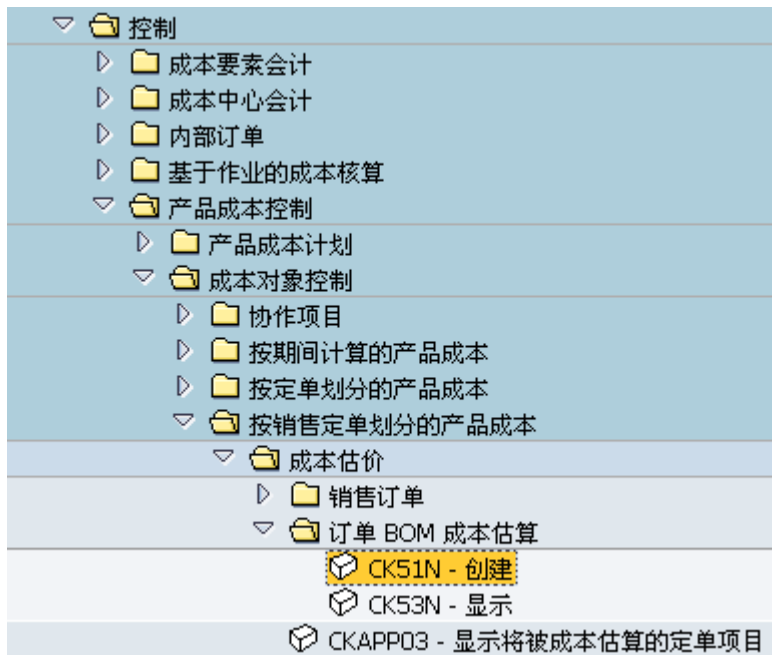 控制
成本要素会计
成本中心会计
内部订单
基于作业的成本核算
产品成本控制
产品成本计划
成本对象控制
协作项目
按期间计算的产品成本
按定单划分的产品成本
按销售定单划分的产品成本
成本估价
销售订单
订单 BOM 成本估算
CK51N - 创建
CK53N - 显示
CKAPP03 - 显示将被成本估算的定单项目